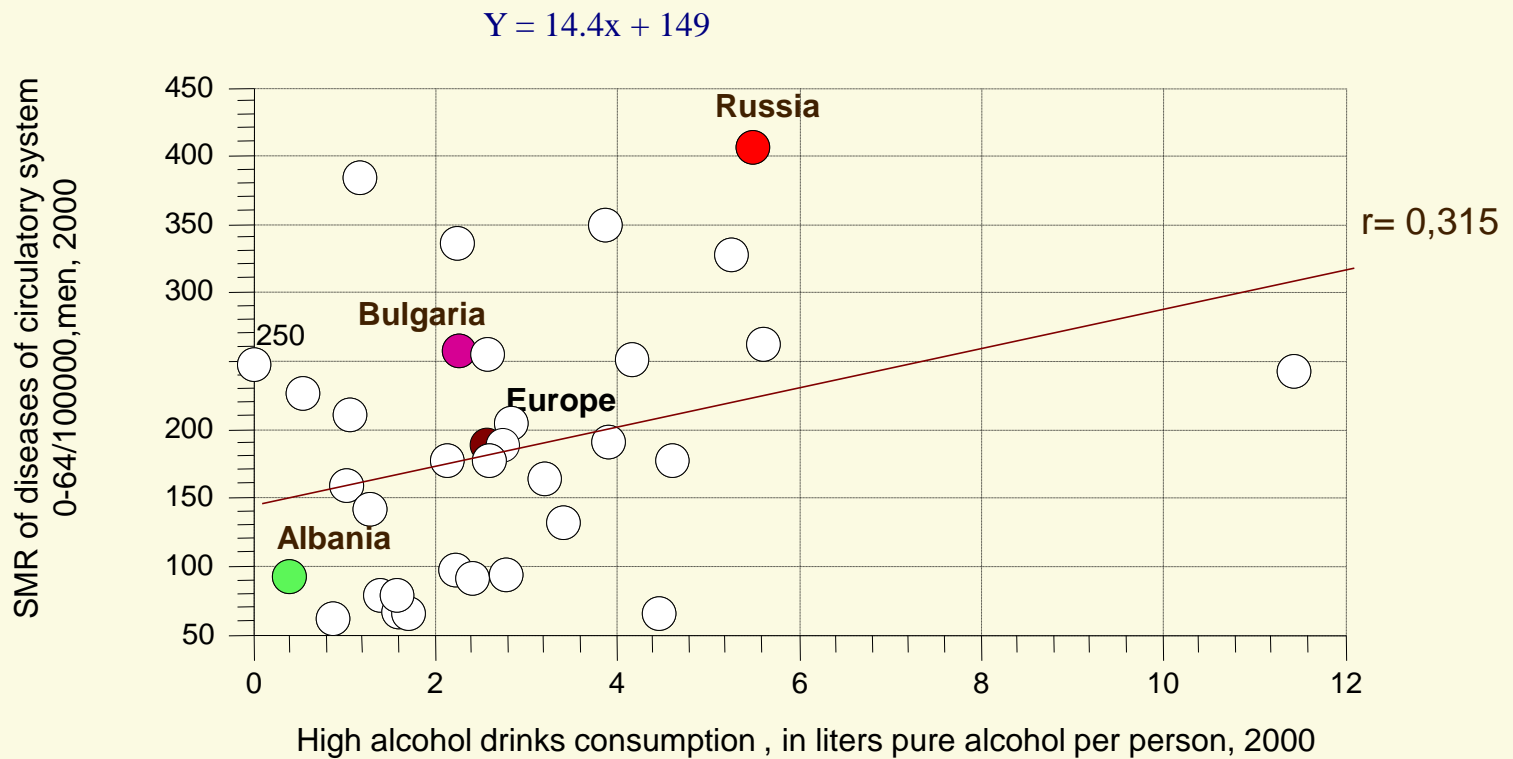 Y = 14.4x + 149
SMR of diseases of circulatory system
0-64/100000,men, 2000
450
400
350
300
250
200
150
100
50
Russia
Bulgaria
Europe
Albania
r= 0,315
0 2 4 6 8 10 12
High alcohol drinks consumption , in liters pure alcohol per person, 2000